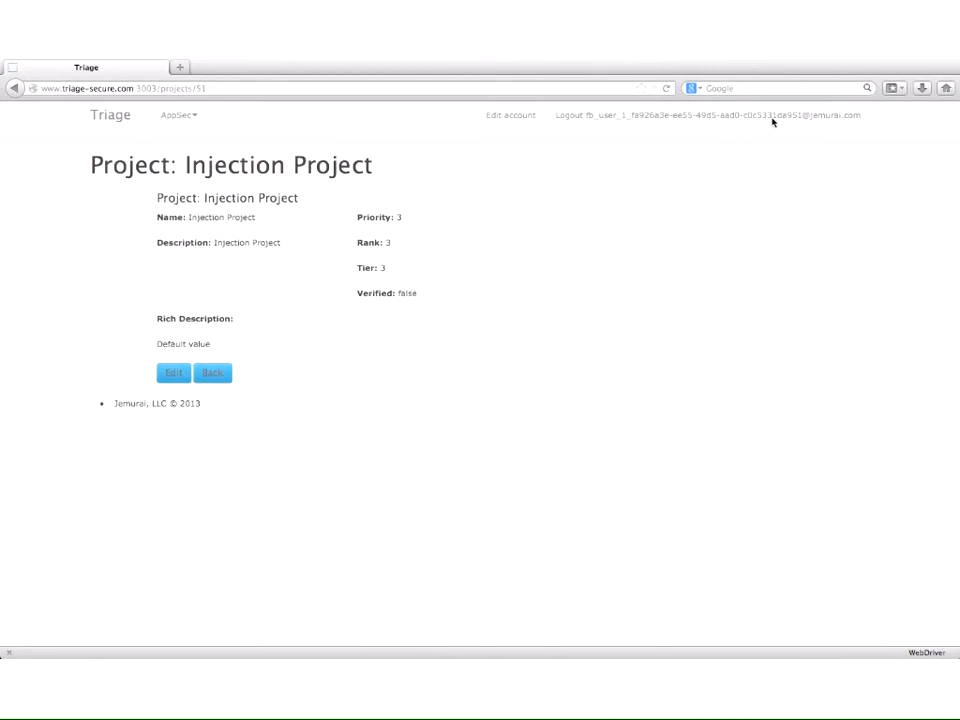 Triage
www.triage-secure.com:3003/projects/51
Google
Triage AppSec Edit account Logout fb_user_1_fa926a3e-ee55-49d5-aad0-c0c5331da951@jemurai.com
Project: Injection Project
Project: Injection Project
Name: Injection Project Priority: 3
Description: Injection Project Rank: 3
Tier: 3
Verified: false
Rich Description:
Default value
Edit Back
• Jemurai, LLC © 2013
WebDriver